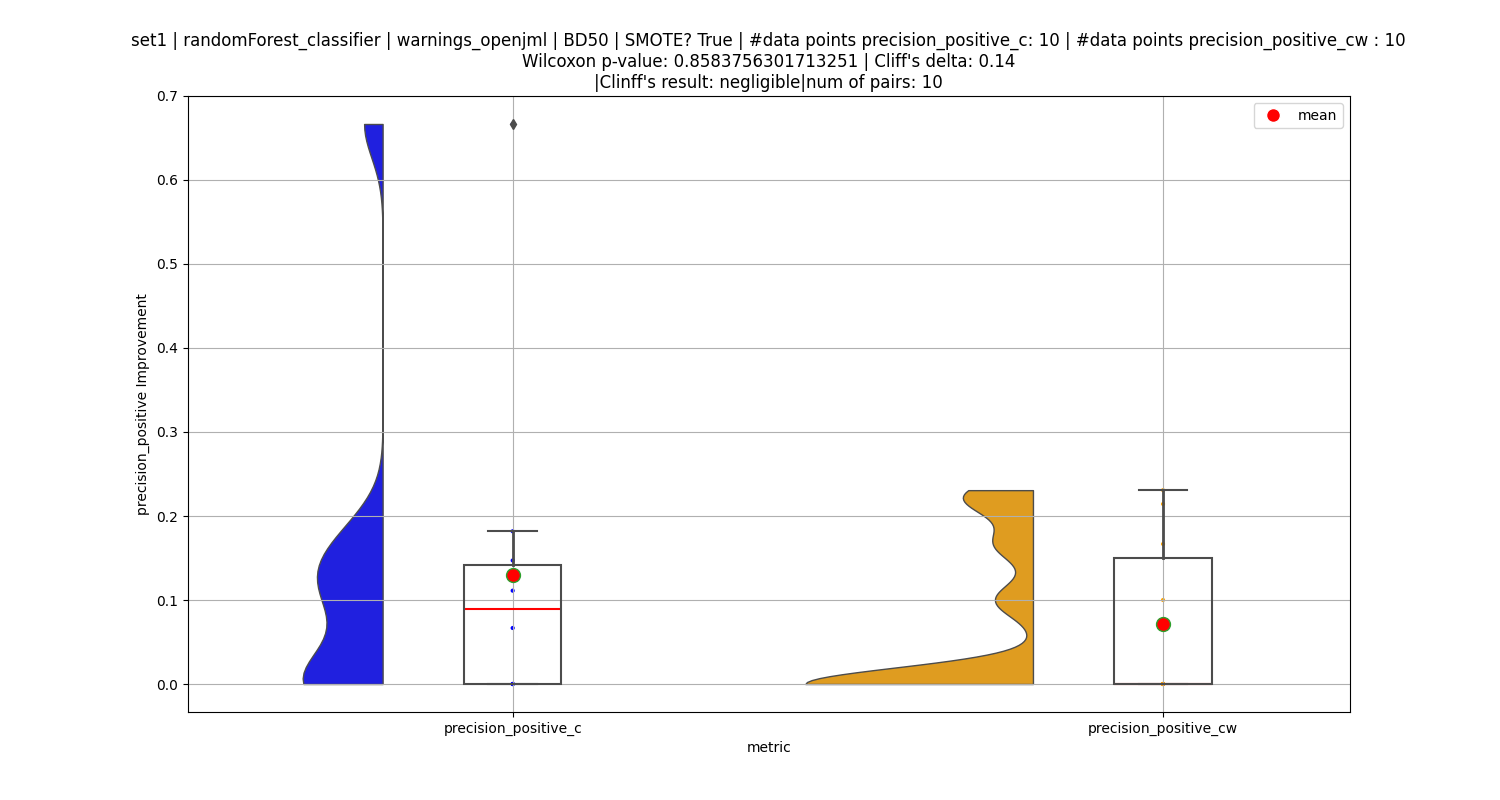 set1 | randomForest_classifier | warnings_openjml | BD50 | SMOTE? True | #data points precision_positive_c: 10 | #data points precision_positive_cw : 10
Wilcoxon p-value: 0.8583756301713251 | Cliff's delta: 0.14
|Clinff's result: negligible|num of pairs: 10
mean
precision_positive Improvement
0.7
0.6
0.5
0.4
0.3
0.2
0.1
0.0
precision_positive_c
precision_positive_cw
metric